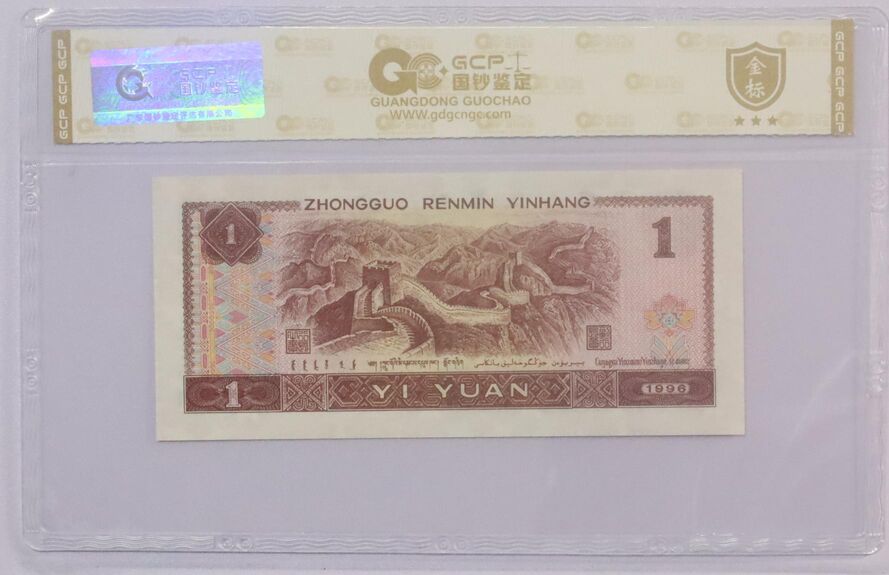 GCP
国钞鉴定
GCP
国钞鉴定
GUANGDONG GUOCHAO
www.gdgcngc.com
金标
GCP GCP GCP
GCP GCP GCP
ZHONGGUO RENMIN YINHANG
1
1
1
YI YUAN
1996